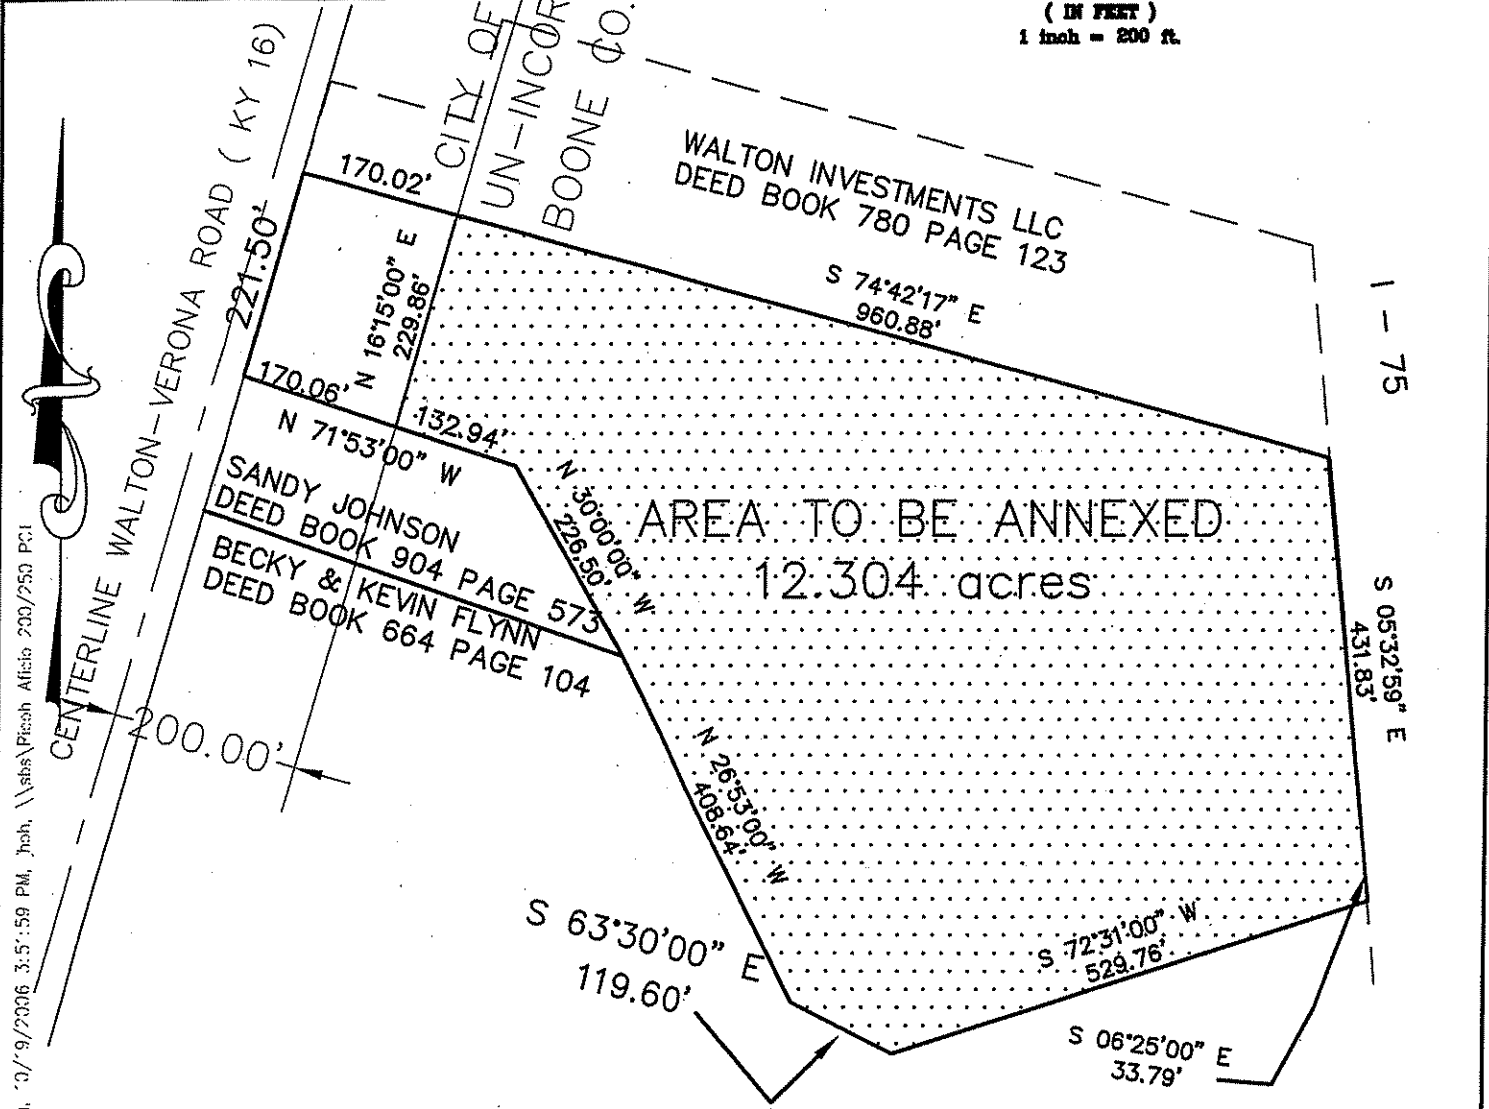 ( IN FEET )
1 inch = 200 ft.
CITY OF
UN-INCOR
BOONE CO.
CENTERLINE WALTON-VERONA ROAD ( KY 16)
WALTON INVESTMENTS LLC
DEED BOOK 780 PAGE 123
170.02'
221.50'
N 16°15'00" E
229.86'
S 74°42'17" E
960.88'
I - 75
170.06'
132.94'
N 71°53'00" W
SANDY JOHNSON
DEED BOOK 904 PAGE 573
BECKY & KEVIN FLYNN
DEED BOOK 664 PAGE 104
N 30°00'00" W
226.50'
AREA TO BE ANNEXED
12.304 acres
S 05°32'59" E
431.83'
200.00'
N 26°53'00" W
408.64'
S 63°30'00" E
119.60'
S 72°31'00" W
529.76'
S 06°25'00" E
33.79'